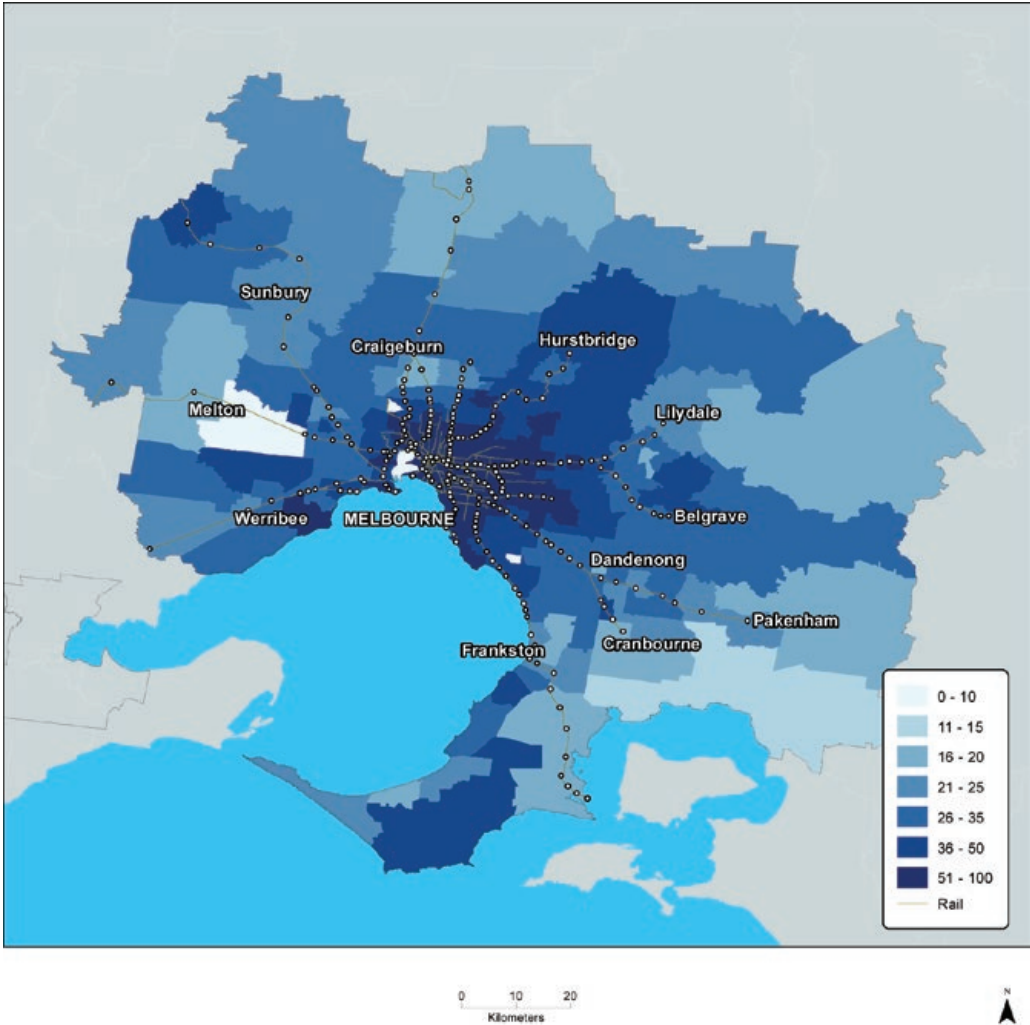 Sunbury
Hurstbridge
Craigeburn
Melton
Lilydale
Werribee
MELBOURNE
Belgrave
Dandenong
Pakenham
Cranbourne
Frankston
0 - 10
11 - 15
16 - 20
21 - 25
26 - 35
36 - 50
51 - 100
Rail
0 10 20
Kilometers
N